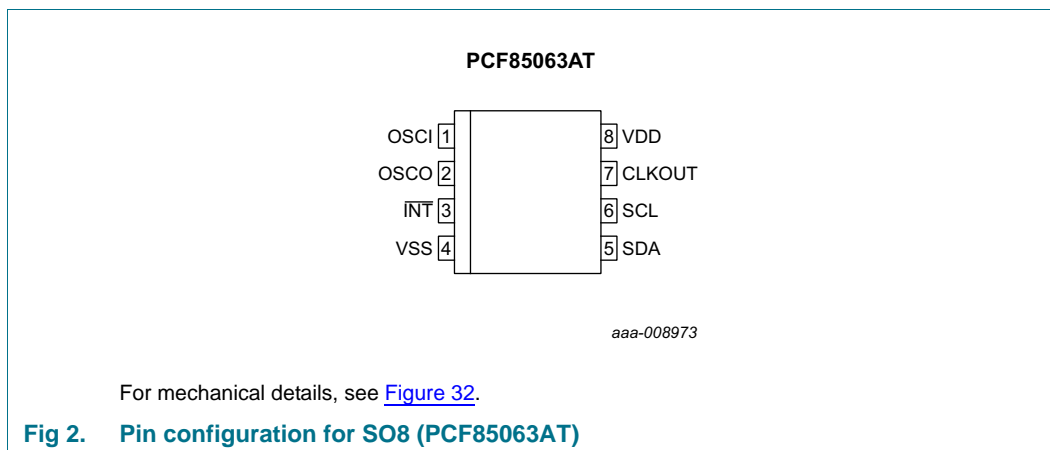 PCF85063AT
OSCI 1 8 VDD
OSCO 2 7 CLKOUT
INT 3 6 SCL
VSS 4 5 SDA
aaa-008973
For mechanical details, see Figure 32.
Fig 2. Pin configuration for SO8 (PCF85063AT)